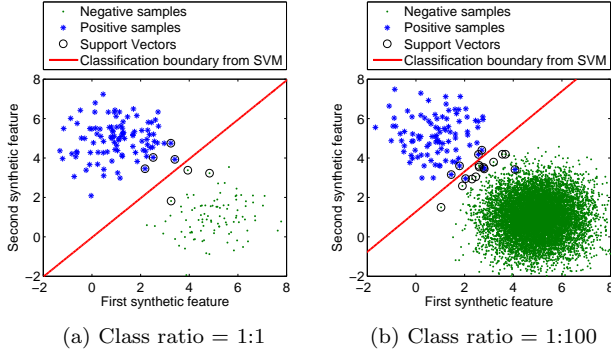 Negative samples
Positive samples
Support Vectors
Classification boundary from SVM
8
6
4
2
0
−2
−2
0
2
4
6
8
Second synthetic feature
First synthetic feature
(a) Class ratio = 1:1
Negative samples
Positive samples
Support Vectors
Classification boundary from SVM
8
6
4
2
0
−2
−2
0
2
4
6
8
Second synthetic feature
First synthetic feature
(b) Class ratio = 1:100